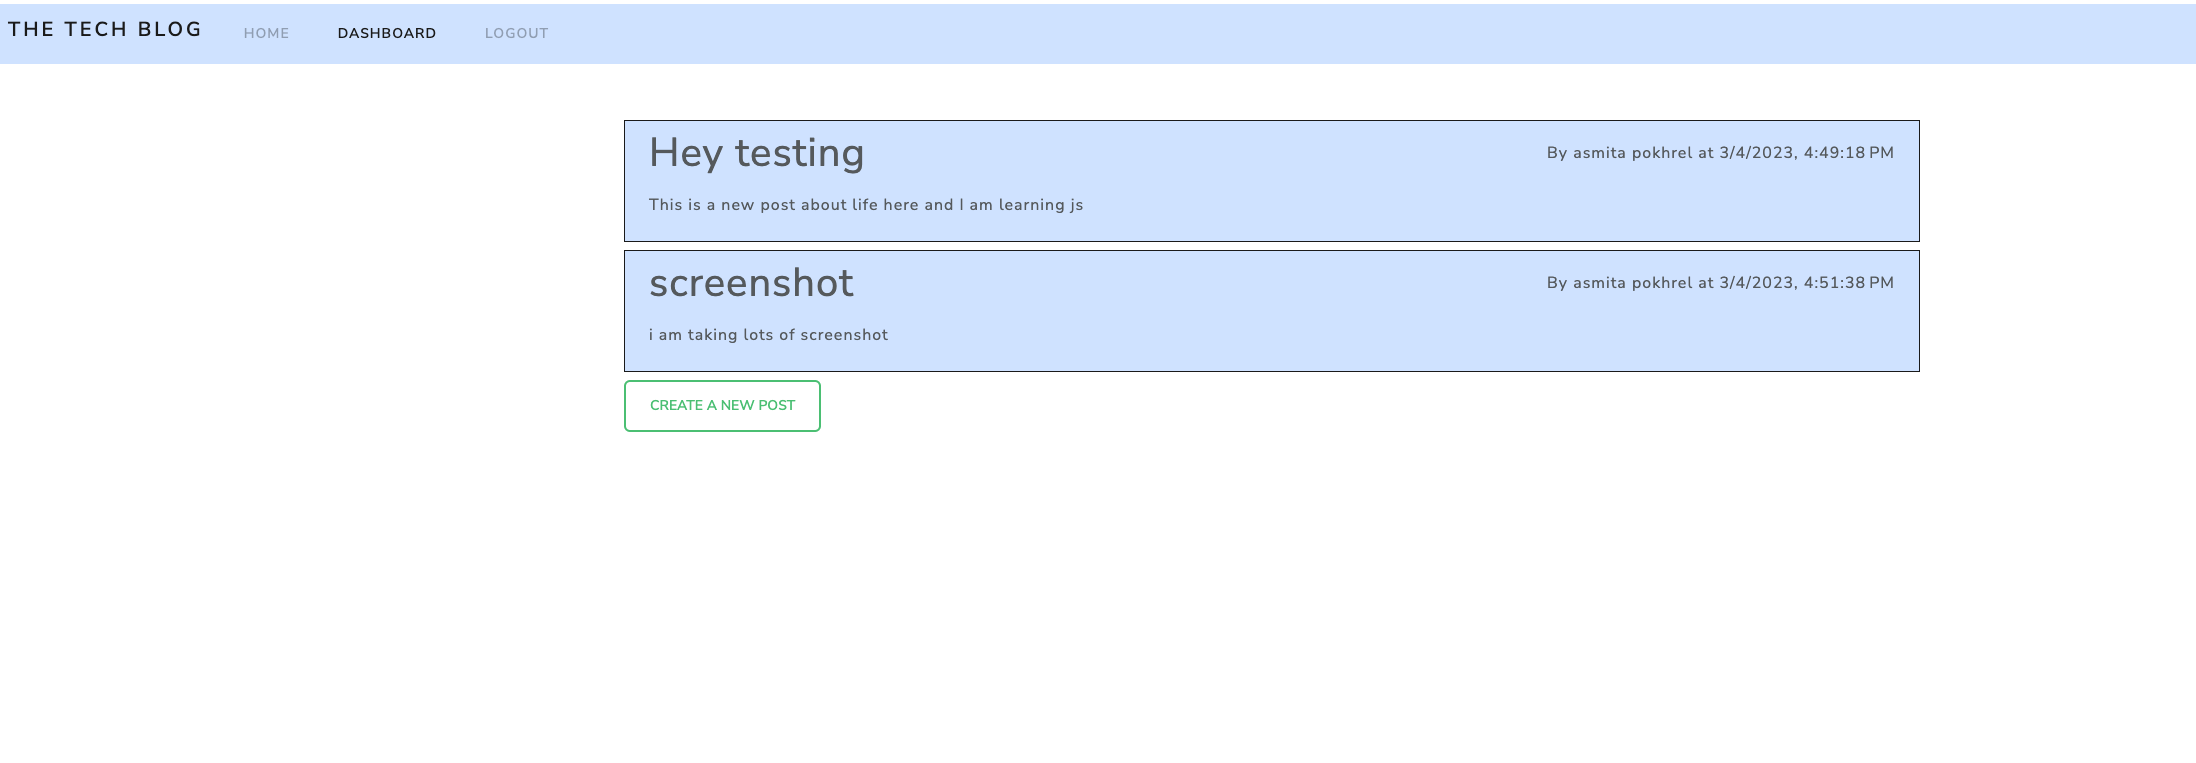 THE TECH BLOG HOME DASHBOARD LOGOUT
Hey testing By asmita pokhrel at 3/4/2023, 4:49:18 PM
This is a new post about life here and I am learning js
screenshot By asmita pokhrel at 3/4/2023, 4:51:38 PM
i am taking lots of screenshot
CREATE A NEW POST